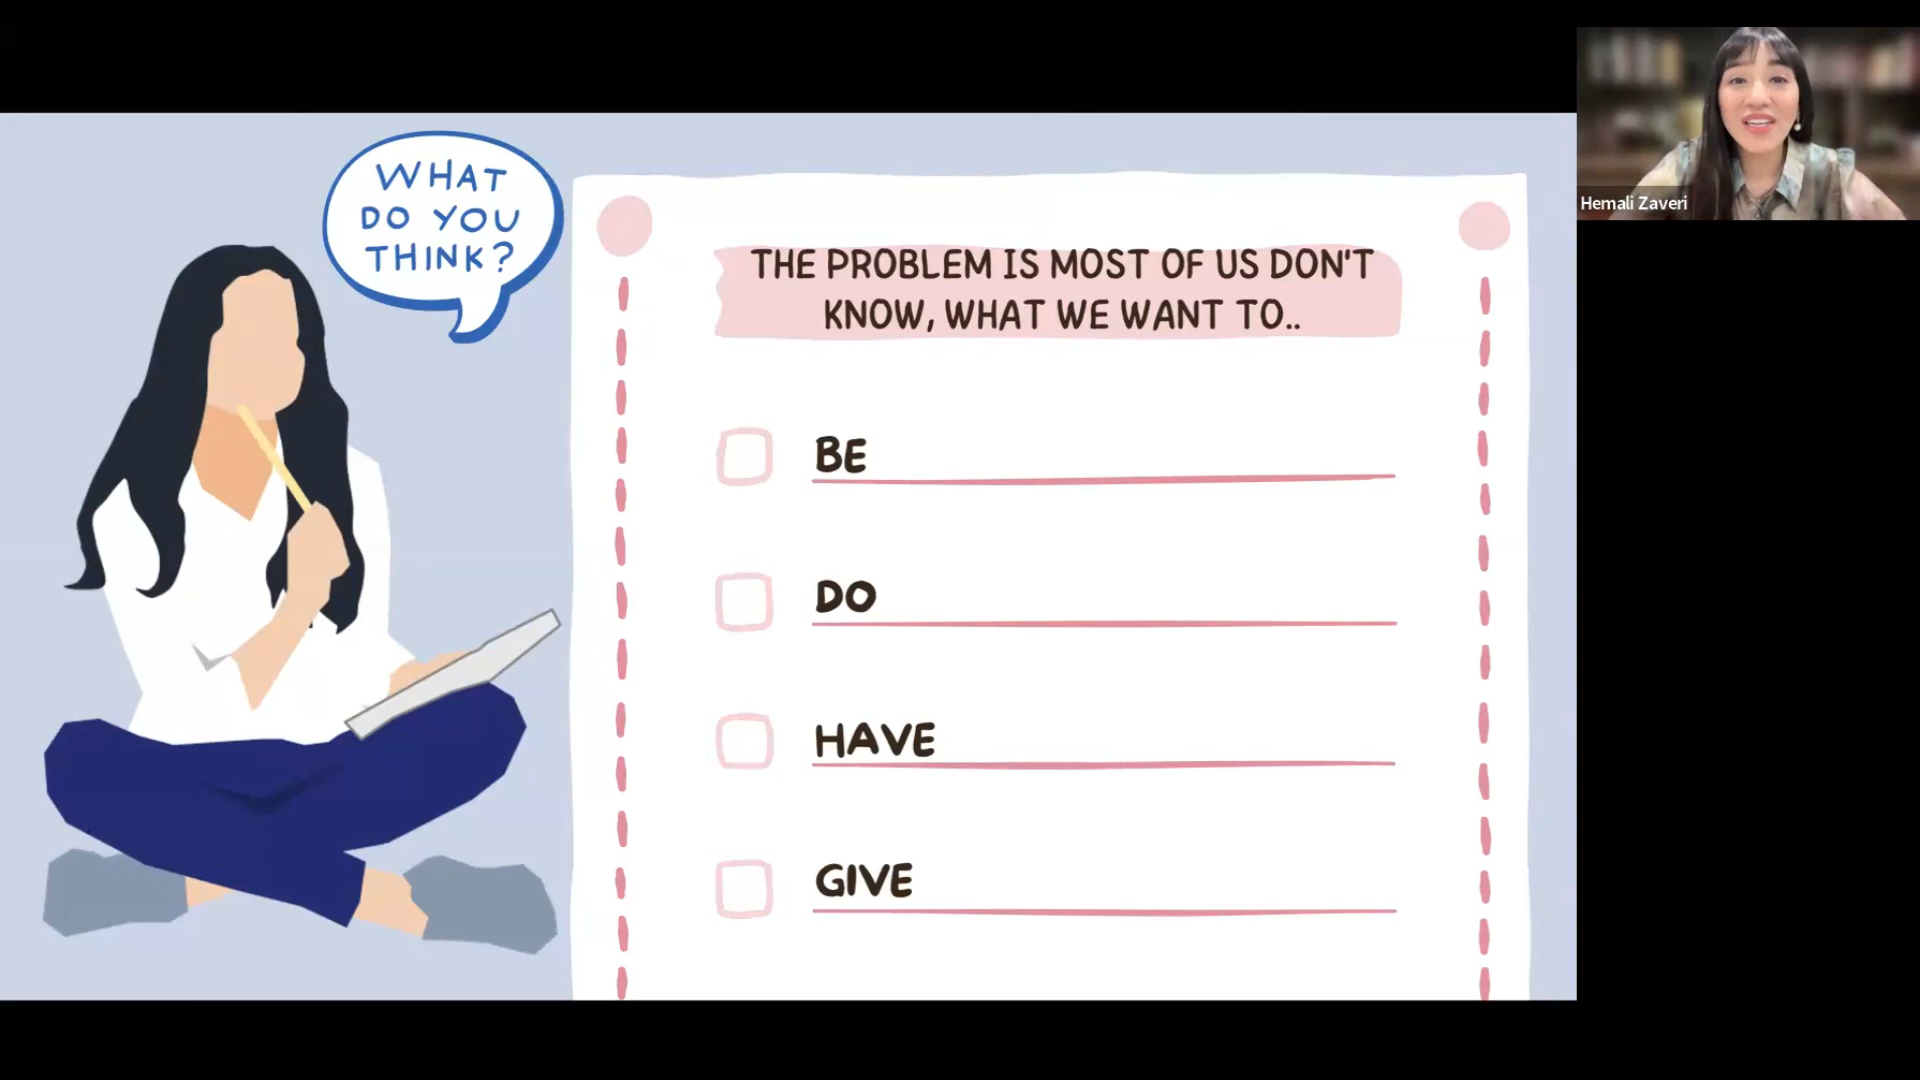 WHAT
DO YOU
THINK?
THE PROBLEM IS MOST OF US DON'T
KNOW, WHAT WE WANT TO..
BE
DO
HAVE
GIVE
Hemali Zaveri